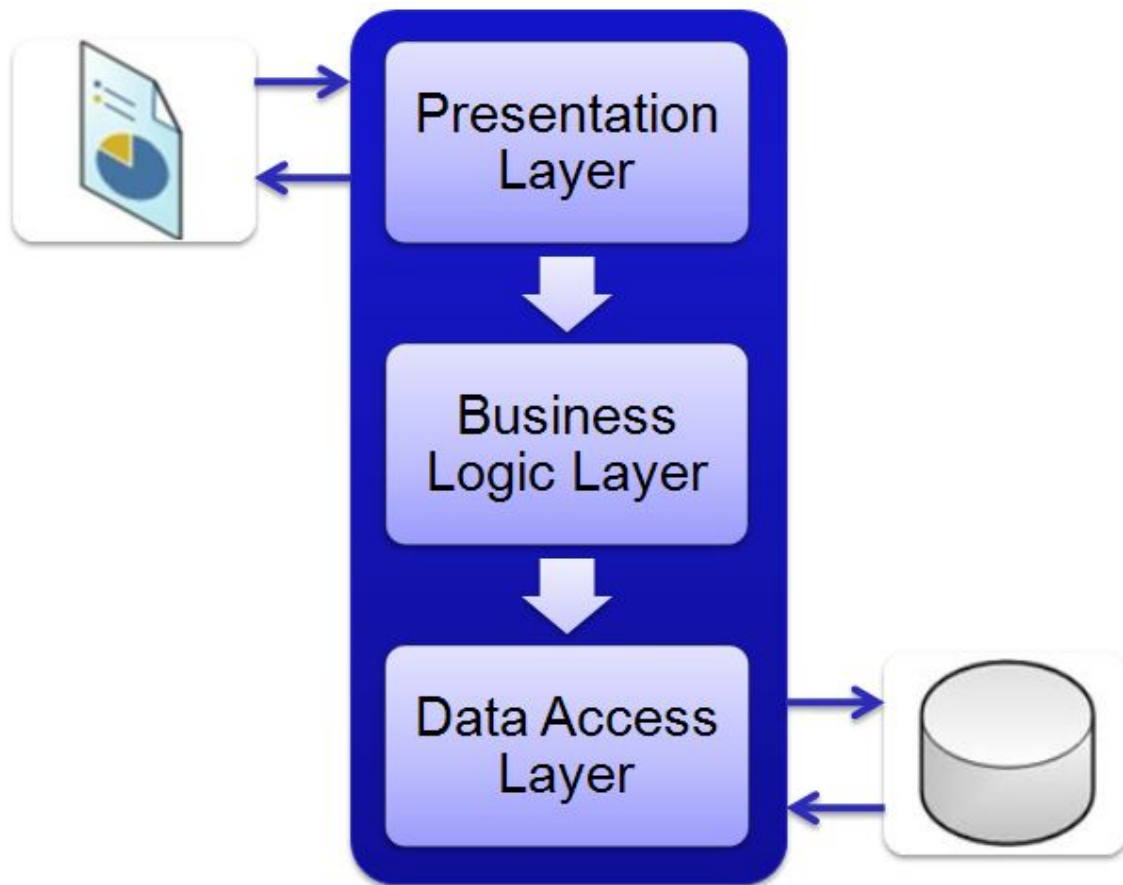 Presentation
Layer
Business
Logic Layer
Data Access
Layer